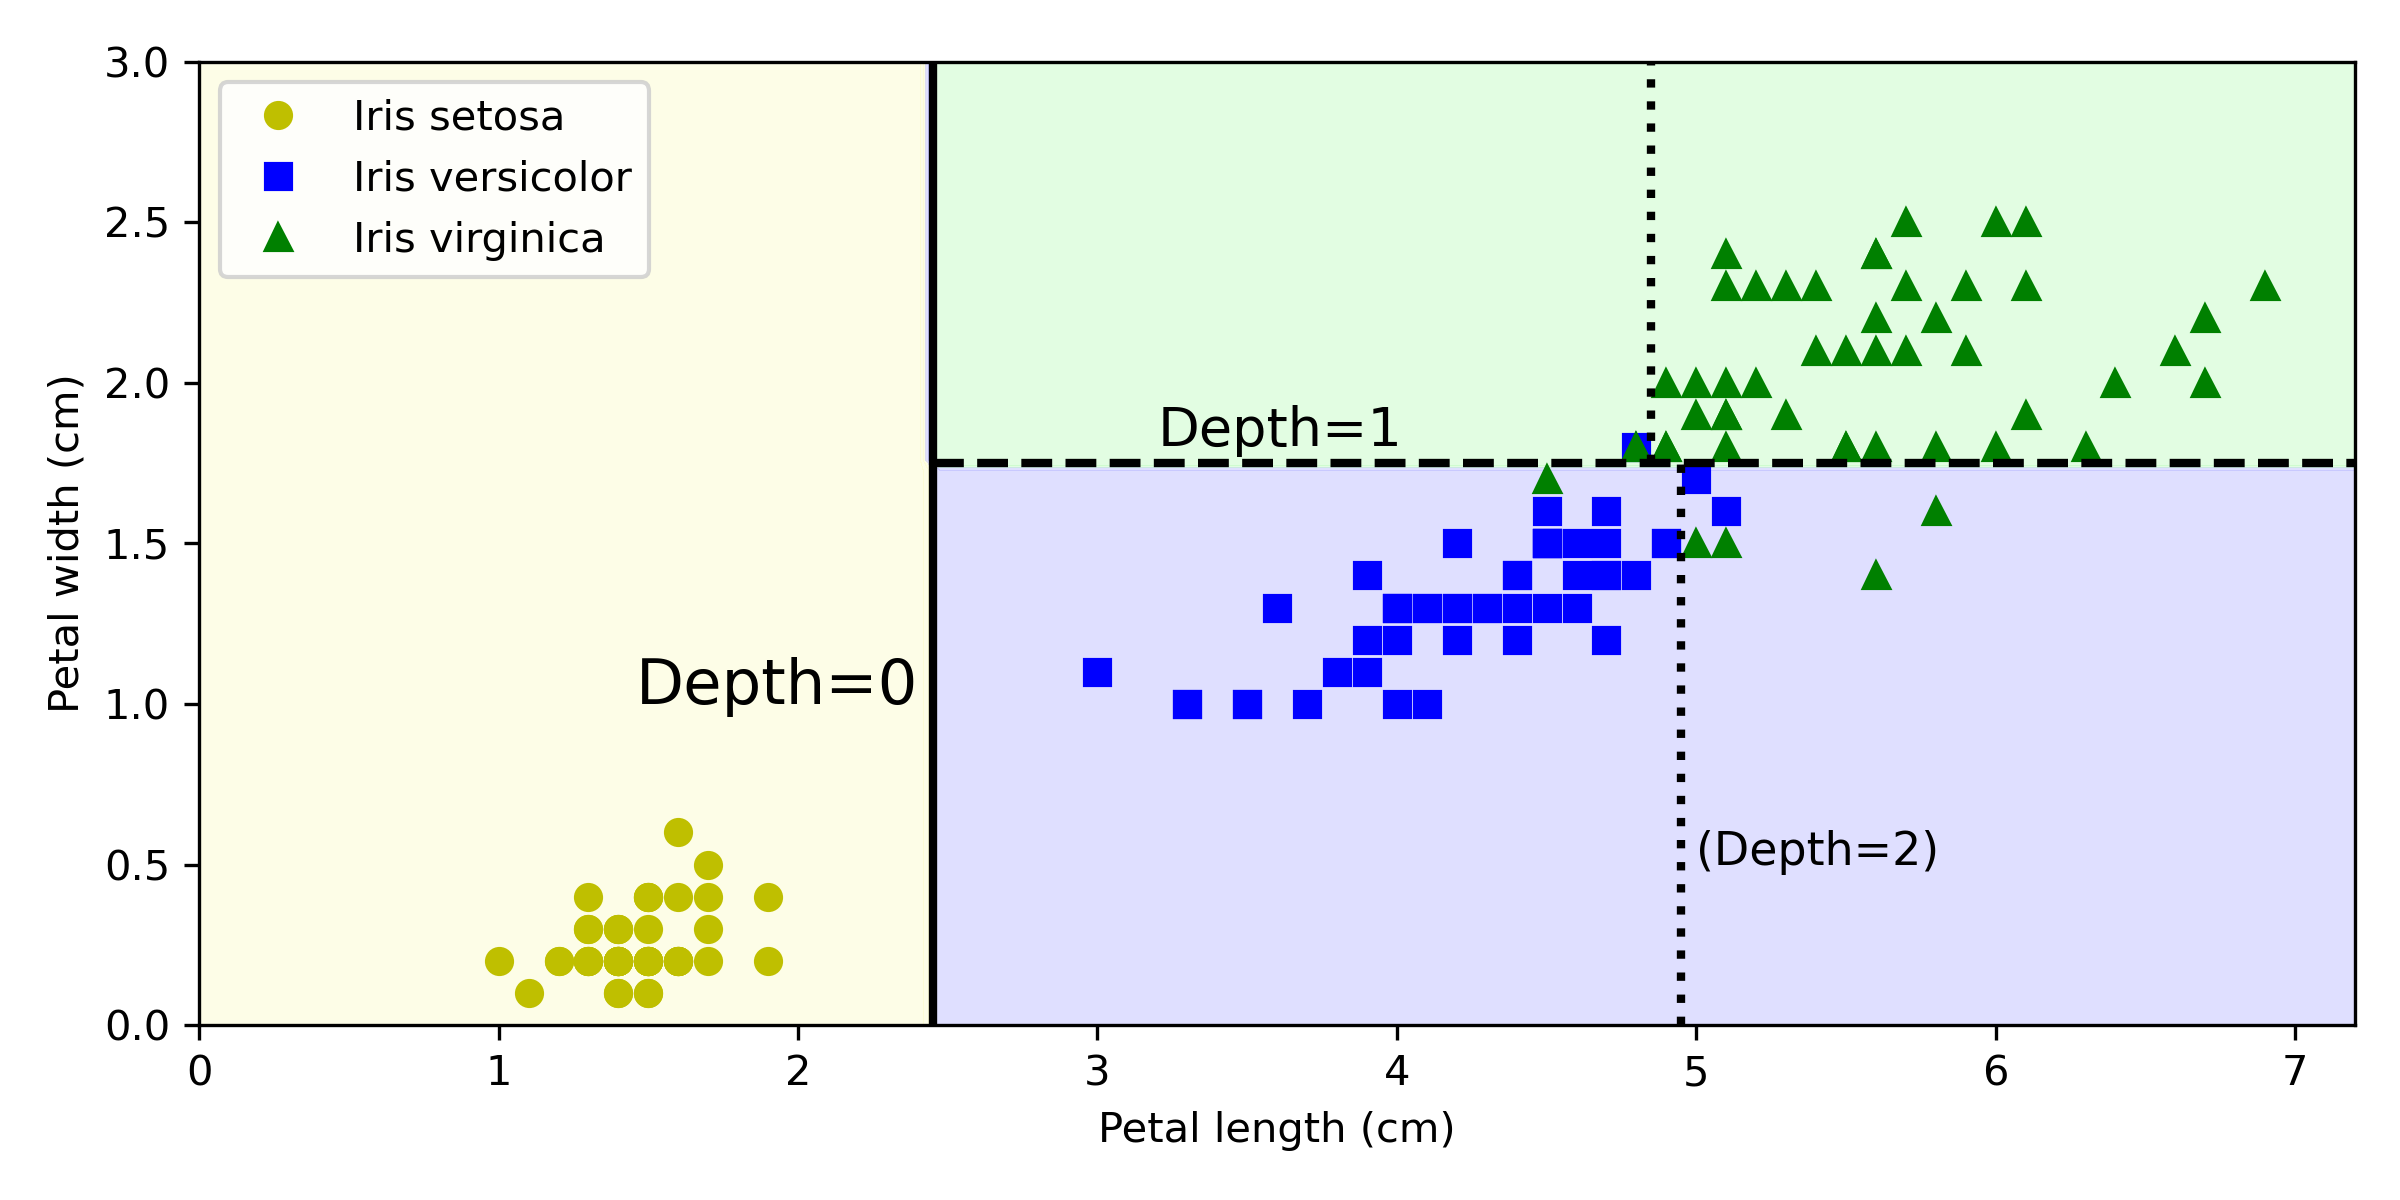 3.0
2.5
2.0
1.5
1.0
0.5
0.0
Petal width (cm)
Iris setosa
Iris versicolor
Iris virginica
Depth=1
Depth=0
(Depth=2)
0 1 2 3 4 5 6 7
Petal length (cm)